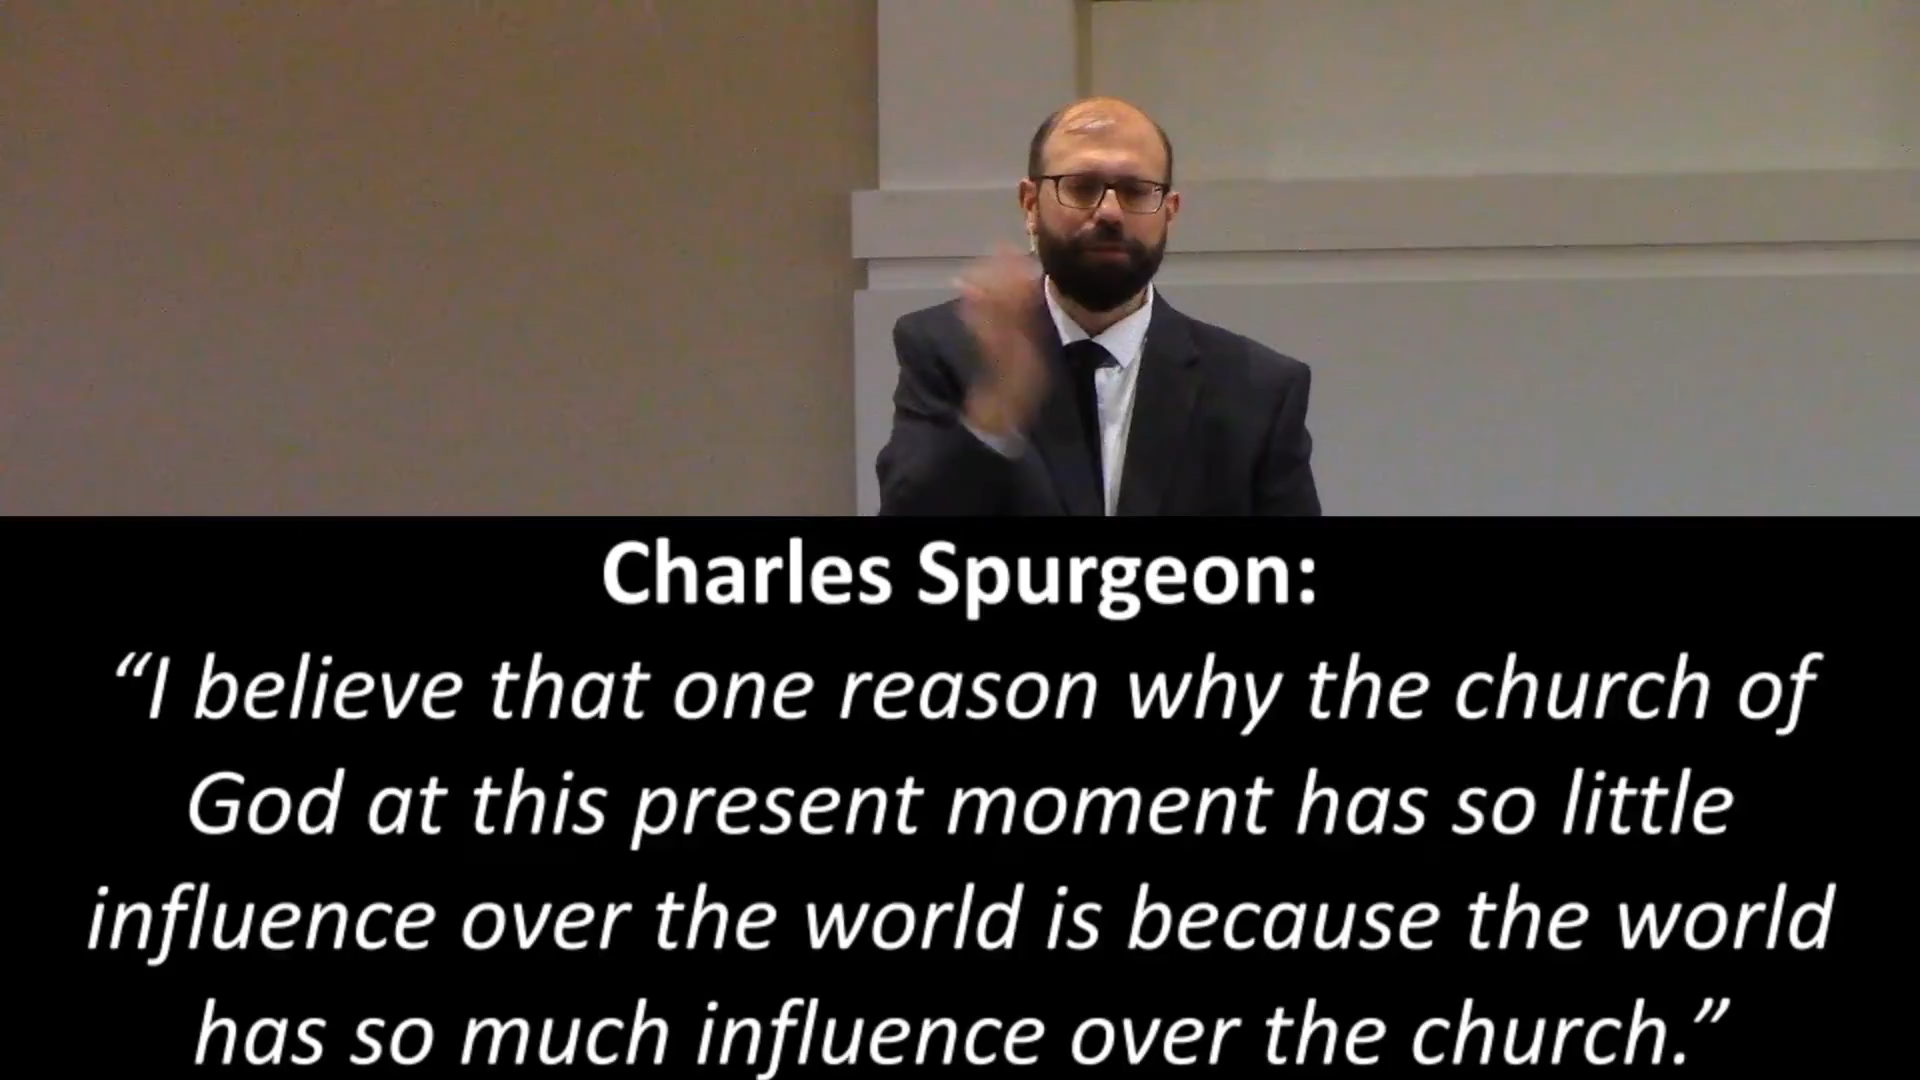 Charles Spurgeon:
“I believe that one reason why the church of
God at this present moment has so little
influence over the world is because the world
has so much influence over the church.”